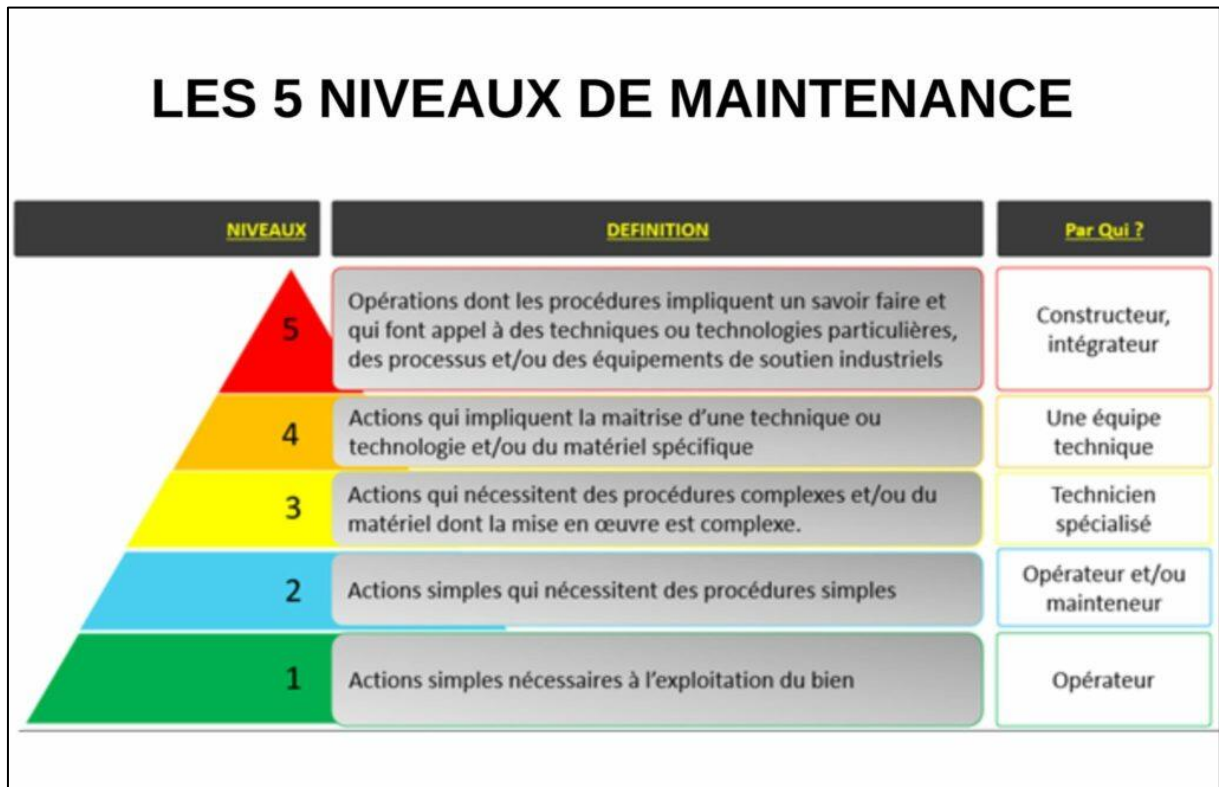 LES 5 NIVEAUX DE MAINTENANCE
NIVEAUX
DEFINITION
Par Qui ?
5
Opérations dont les procédures impliquent un savoir faire et
qui font appel à des techniques ou technologies particulières,
des processus et/ou des équipements de soutien industriels
Constructeur,
intégrateur
4
Actions qui impliquent la maitrise d’une technique ou
technologie et/ou du matériel spécifique
Une équipe
technique
3
Actions qui nécessitent des procédures complexes et/ou du
matériel dont la mise en œuvre est complexe.
Technicien
spécialisé
2
Actions simples qui nécessitent des procédures simples
Opérateur et/ou
mainteneur
1
Actions simples nécessaires à l’exploitation du bien
Opérateur